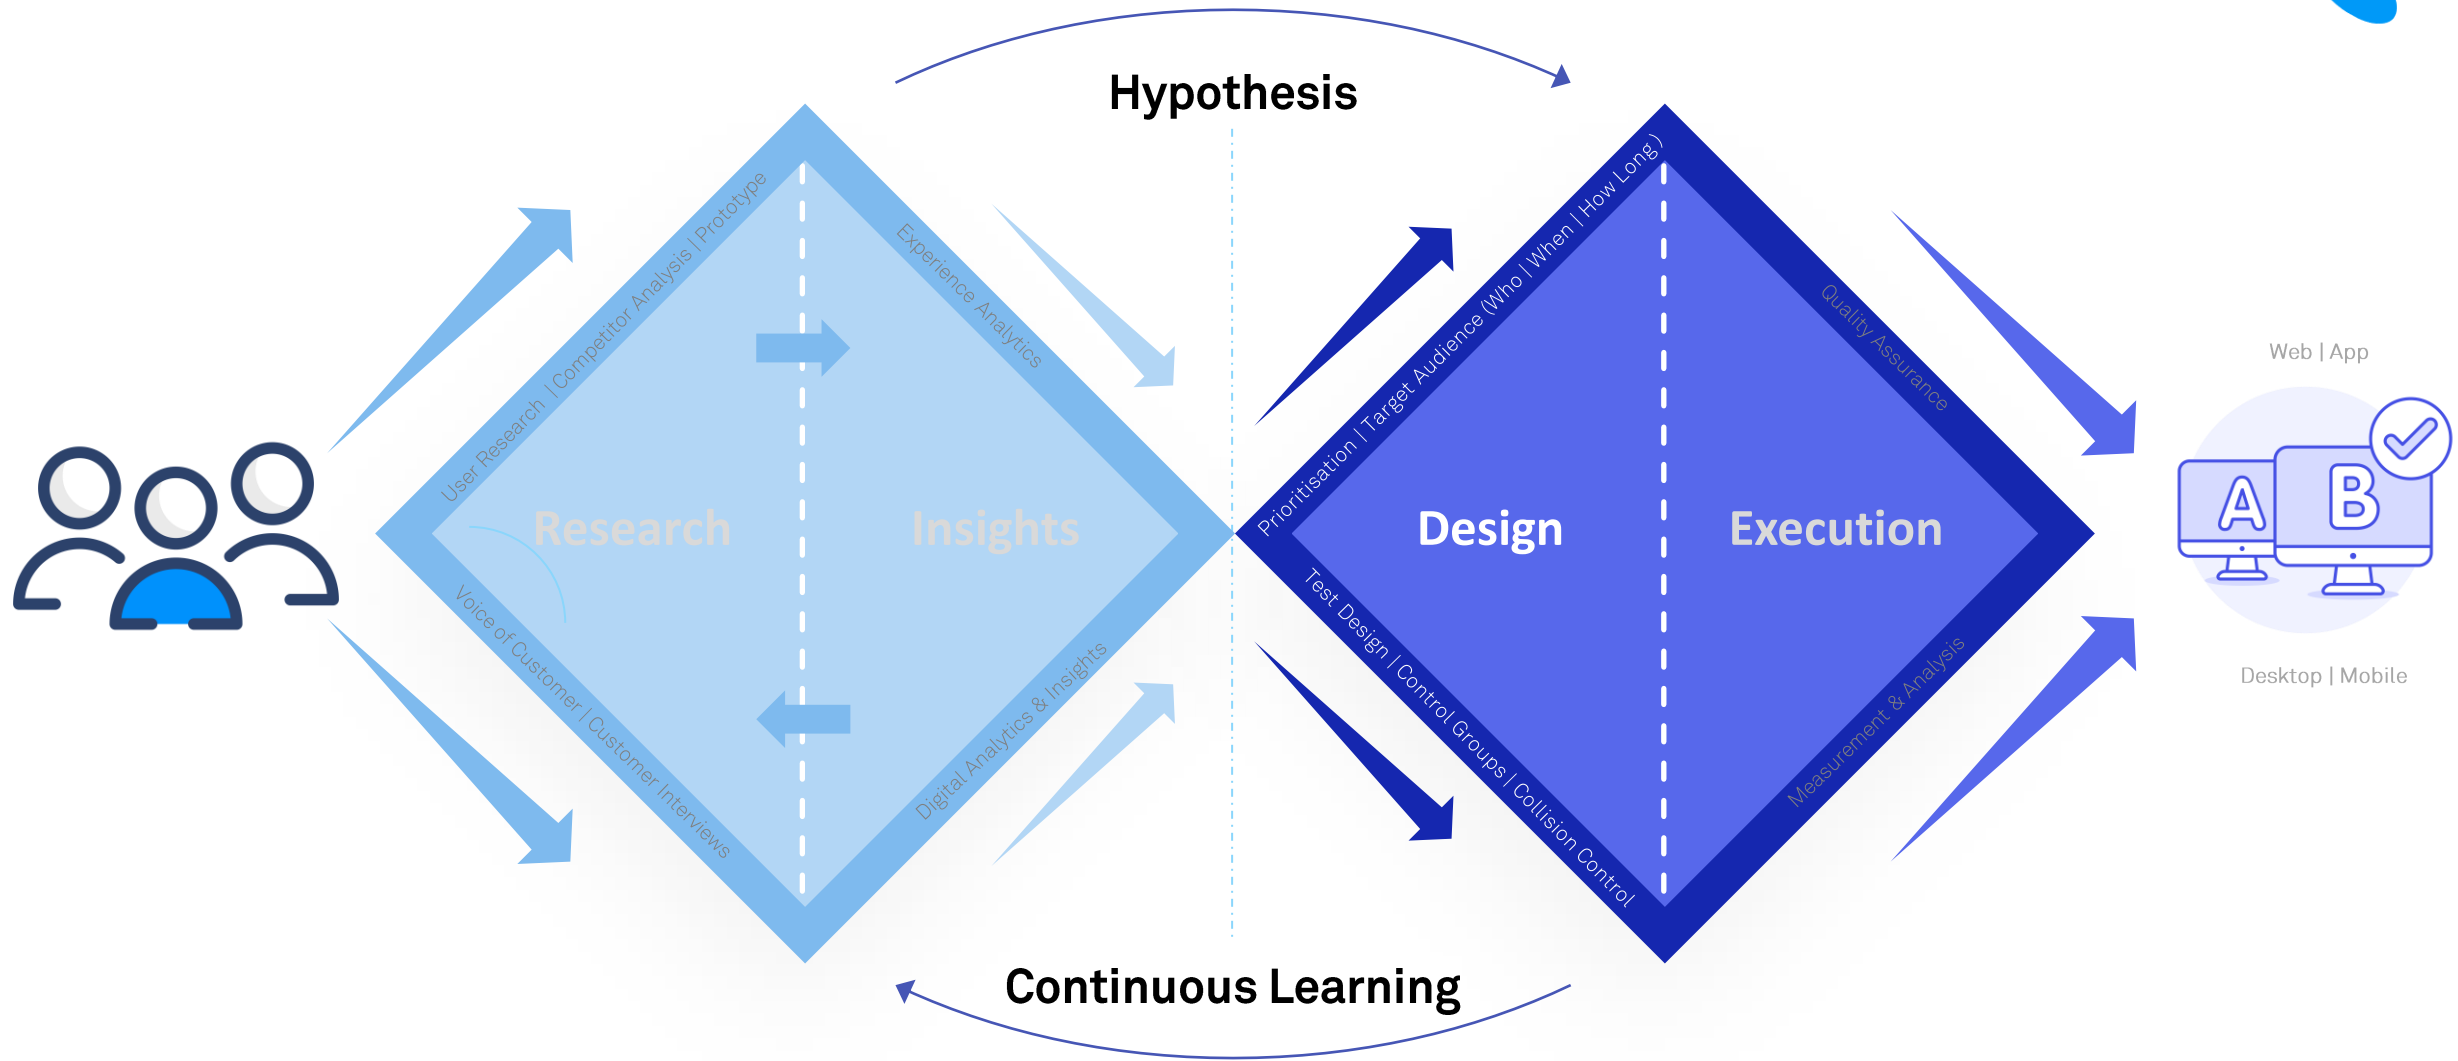 Hypothesis
User Research | Competitor Analysis | Prototype
Experience Analytics
Voice of Customer | Customer Interviews
Digital Analytics & Insights
Research
Insights
Prioritisation | Target Audience (Who | When | How Long)
Quality Assurance
Test Design | Control Groups | Collision Control
Measurement & Analysis
Design
Execution
Web | App
A
B
Desktop | Mobile
Continuous Learning